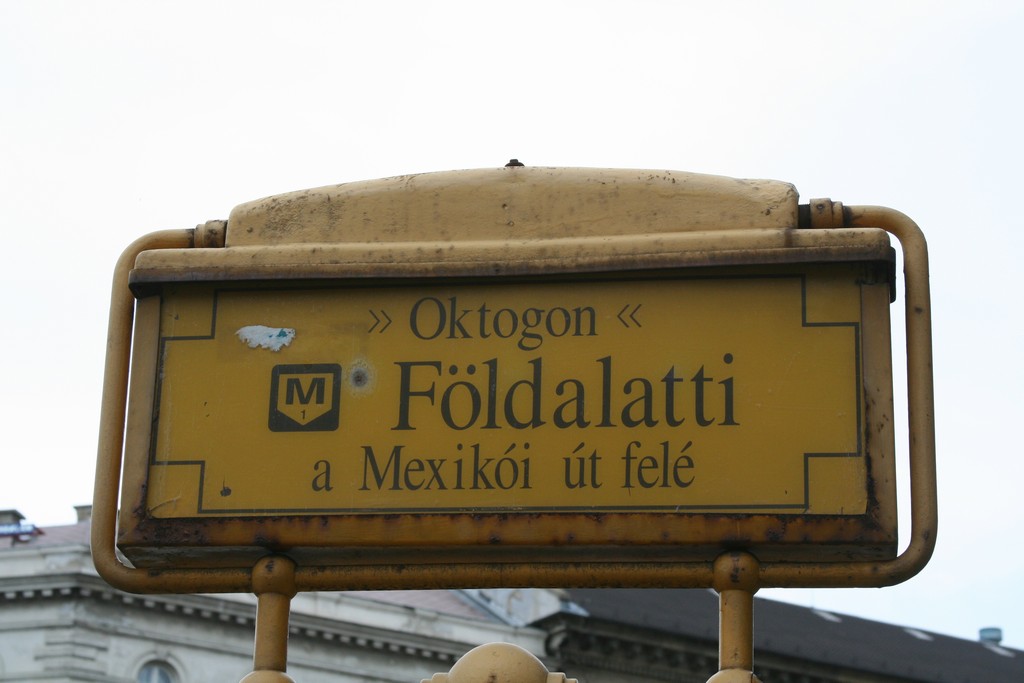 » Oktogon «
M
1
Földalatti
a Mexikói út felé